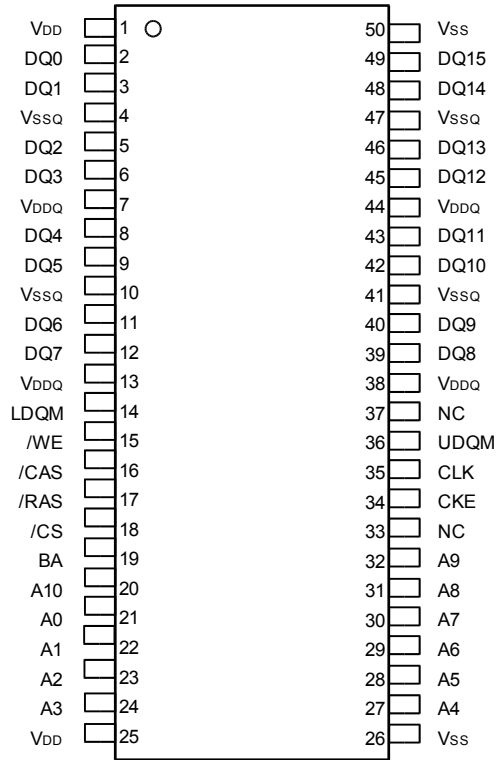 VDD 1 50 VSS
DQ0 2 49 DQ15
DQ1 3 48 DQ14
VSSQ 4 47 VSSQ
DQ2 5 46 DQ13
DQ3 6 45 DQ12
VDDQ 7 44 VDDQ
DQ4 8 43 DQ11
DQ5 9 42 DQ10
VSSQ 10 41 VSSQ
DQ6 11 40 DQ9
DQ7 12 39 DQ8
VDDQ 13 38 VDDQ
LDQM 14 37 NC
/WE 15 36 UDQM
/CAS 16 35 CLK
/RAS 17 34 CKE
/CS 18 33 NC
BA 19 32 A9
A10 20 31 A8
A0 21 30 A7
A1 22 29 A6
A2 23 28 A5
A3 24 27 A4
VDD 25 26 VSS